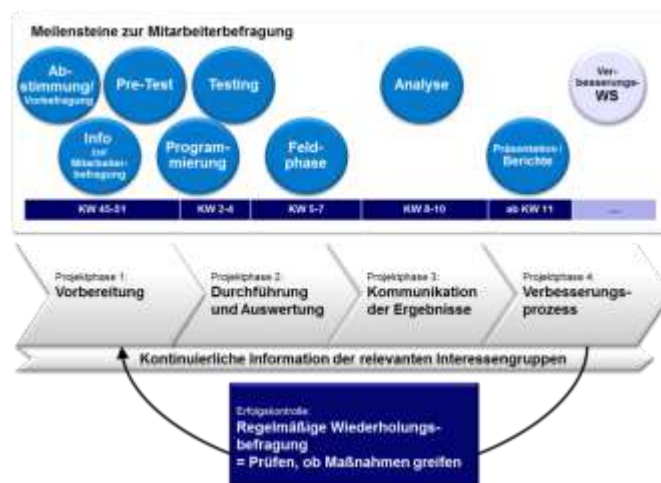 Meilensteine zur Mitarbeiterbefragung
Ab-
stimmung/
Vorbefragung
Pre-Test
Testing
Analyse
Ver-
besserungs-
WS
Info
zur
Mitarbeiter-
befragung
Program-
mierung
Feld-
phase
Präsentation /
Berichte
KW 45-51
KW 2-4
KW 5-7
KW 8-10
ab KW 11
...
Projektphase 1:
Vorbereitung
Projektphase 2:
Durchführung
und Auswertung
Projektphase 3:
Kommunikation
der Ergebnisse
Projektphase 4:
Verbesserungs-
prozess
Kontinuierliche Information der relevanten Interessengruppen
Erfolgskontrolle:
Regelmäßige Wiederholungs-
befragung
= Prüfen, ob Maßnahmen greifen